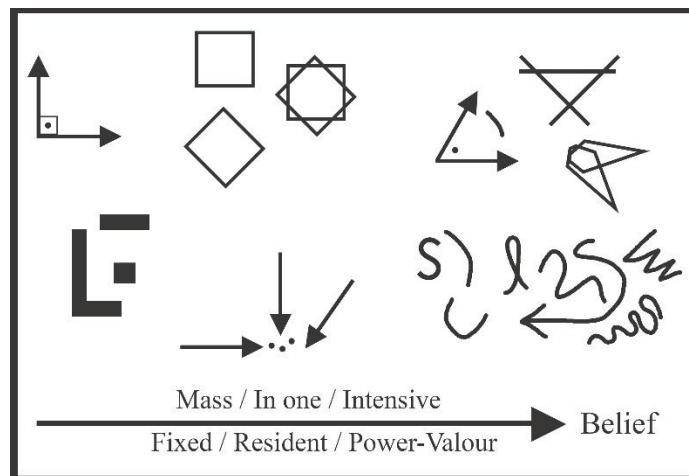 Mass / In one / Intensive
Belief
Fixed / Resident / Power-Valour